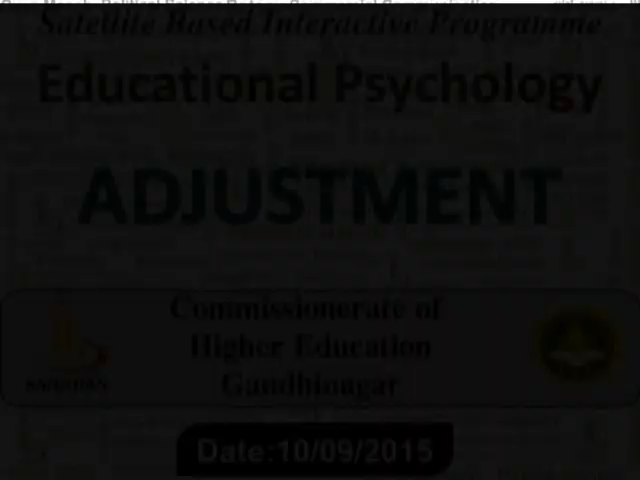 Satellite Based Interactive Programme
Educational Psychology
ADJUSTMENT
Commissionerate of
Higher Education
Gandhinagar
Date:10/09/2015